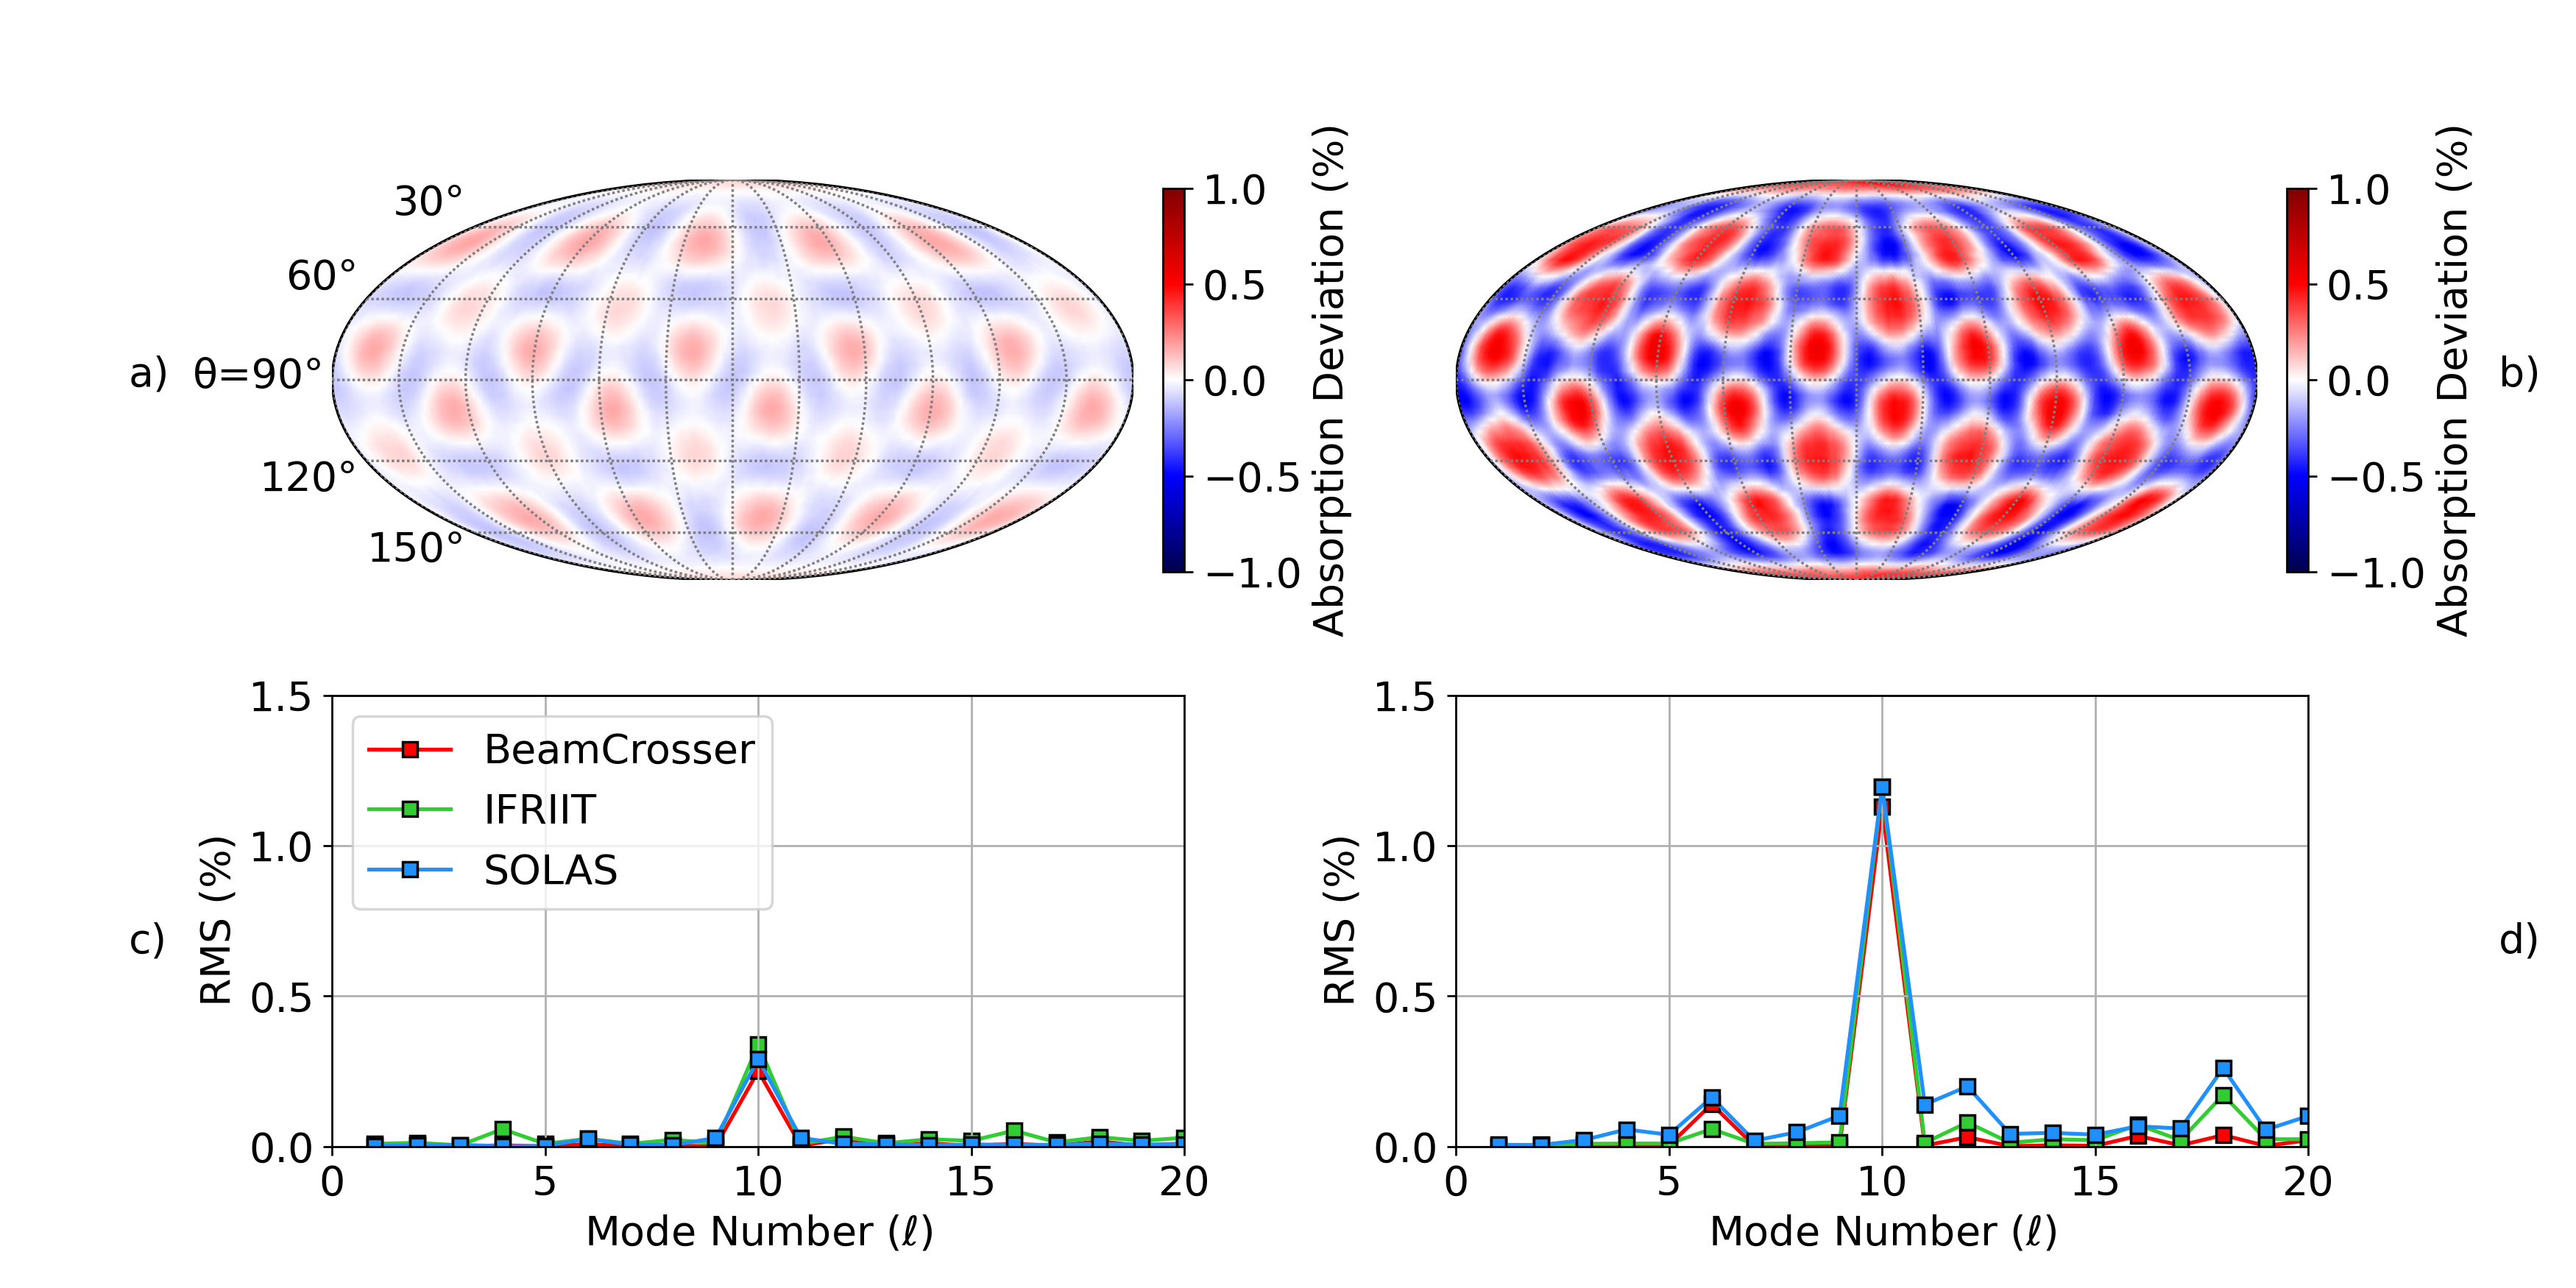 30°
60°
a) θ=90°
120°
150°
1.0
0.5
0.0
−0.5
−1.0
Absorption Deviation (%)
1.0
0.5
0.0
−0.5
−1.0
Absorption Deviation (%)
b)
c)
RMS (%)
1.5
1.0
0.5
0.0
BeamCrosser
IFRIIT
SOLAS
0 5 10 15 20
Mode Number (ℓ)
RMS (%)
1.5
1.0
0.5
0.0
0 5 10 15 20
Mode Number (ℓ)
d)